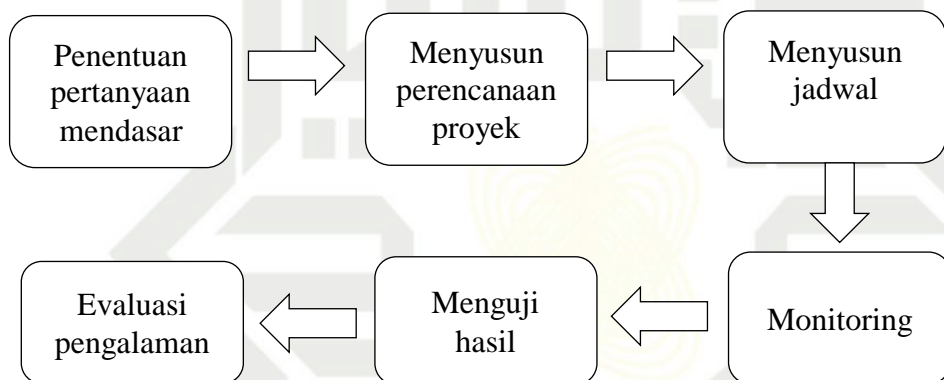 Penentuan
pertanyaan
mendasar
Menyusun
perencanaan
proyek
Menyusun
jadwal
Monitoring
Menguji
hasil
Evaluasi
pengalaman